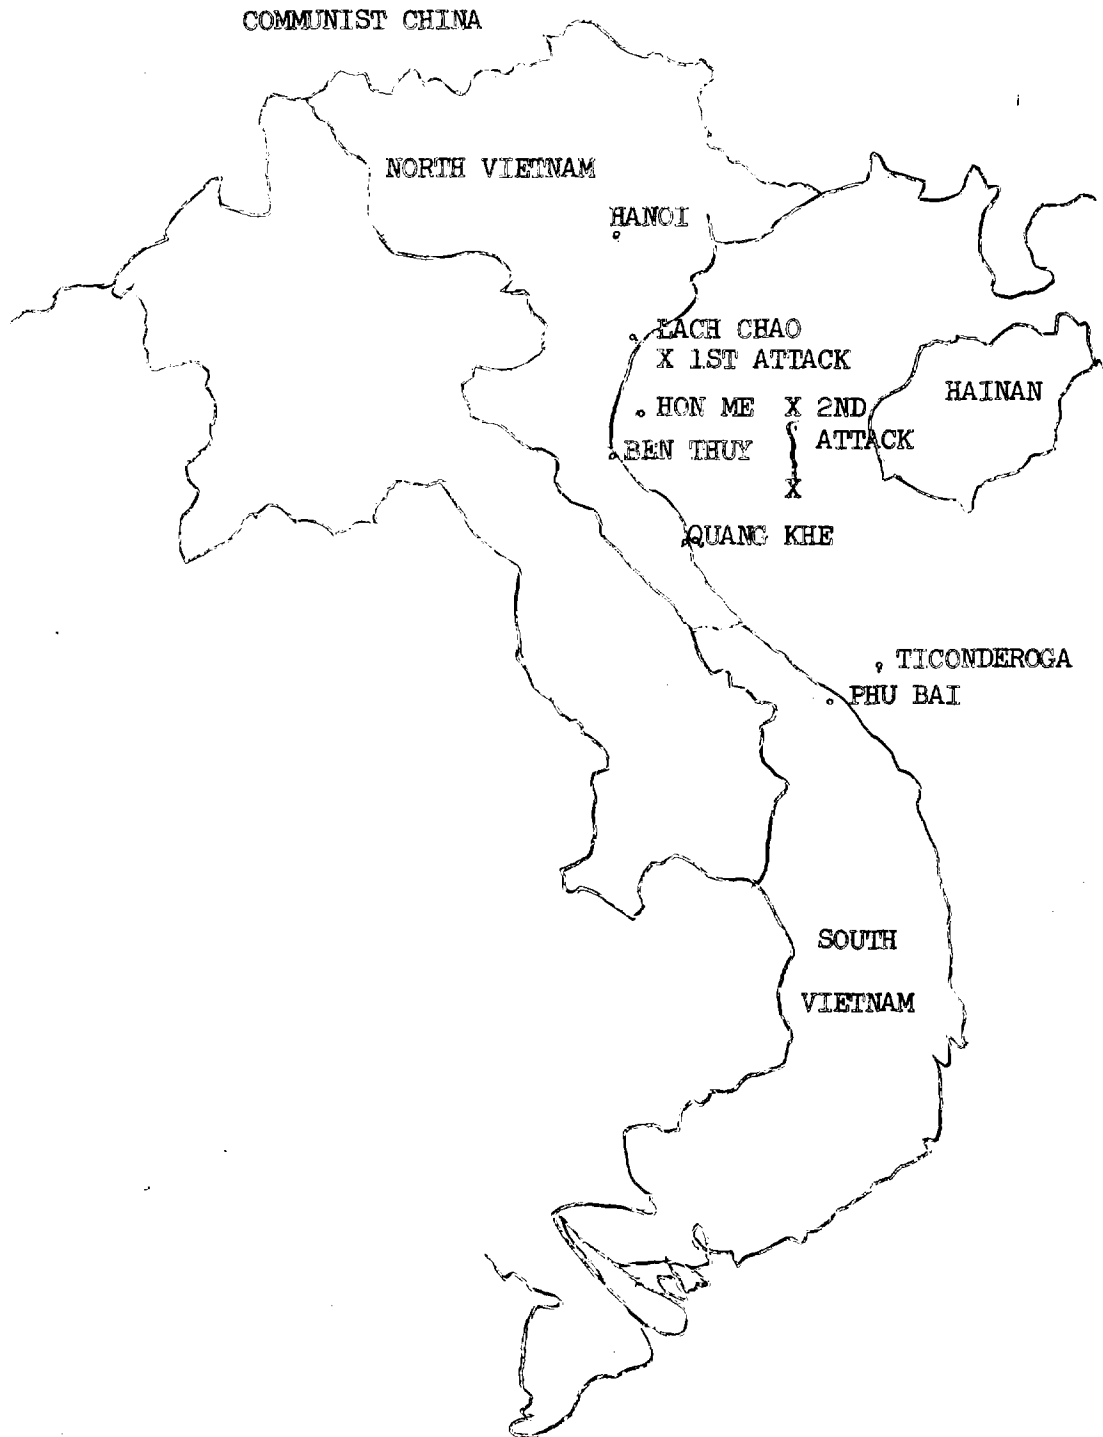 COMMUNIST CHINA
NORTH VIETNAM
HANOI
LACH CHAO
X 1ST ATTACK
HAINAN
HON ME X 2ND
ATTACK
BEN THUY
X
QUANG KHE
TICONDEROGA
PHU BAI
SOUTH
VIETNAM